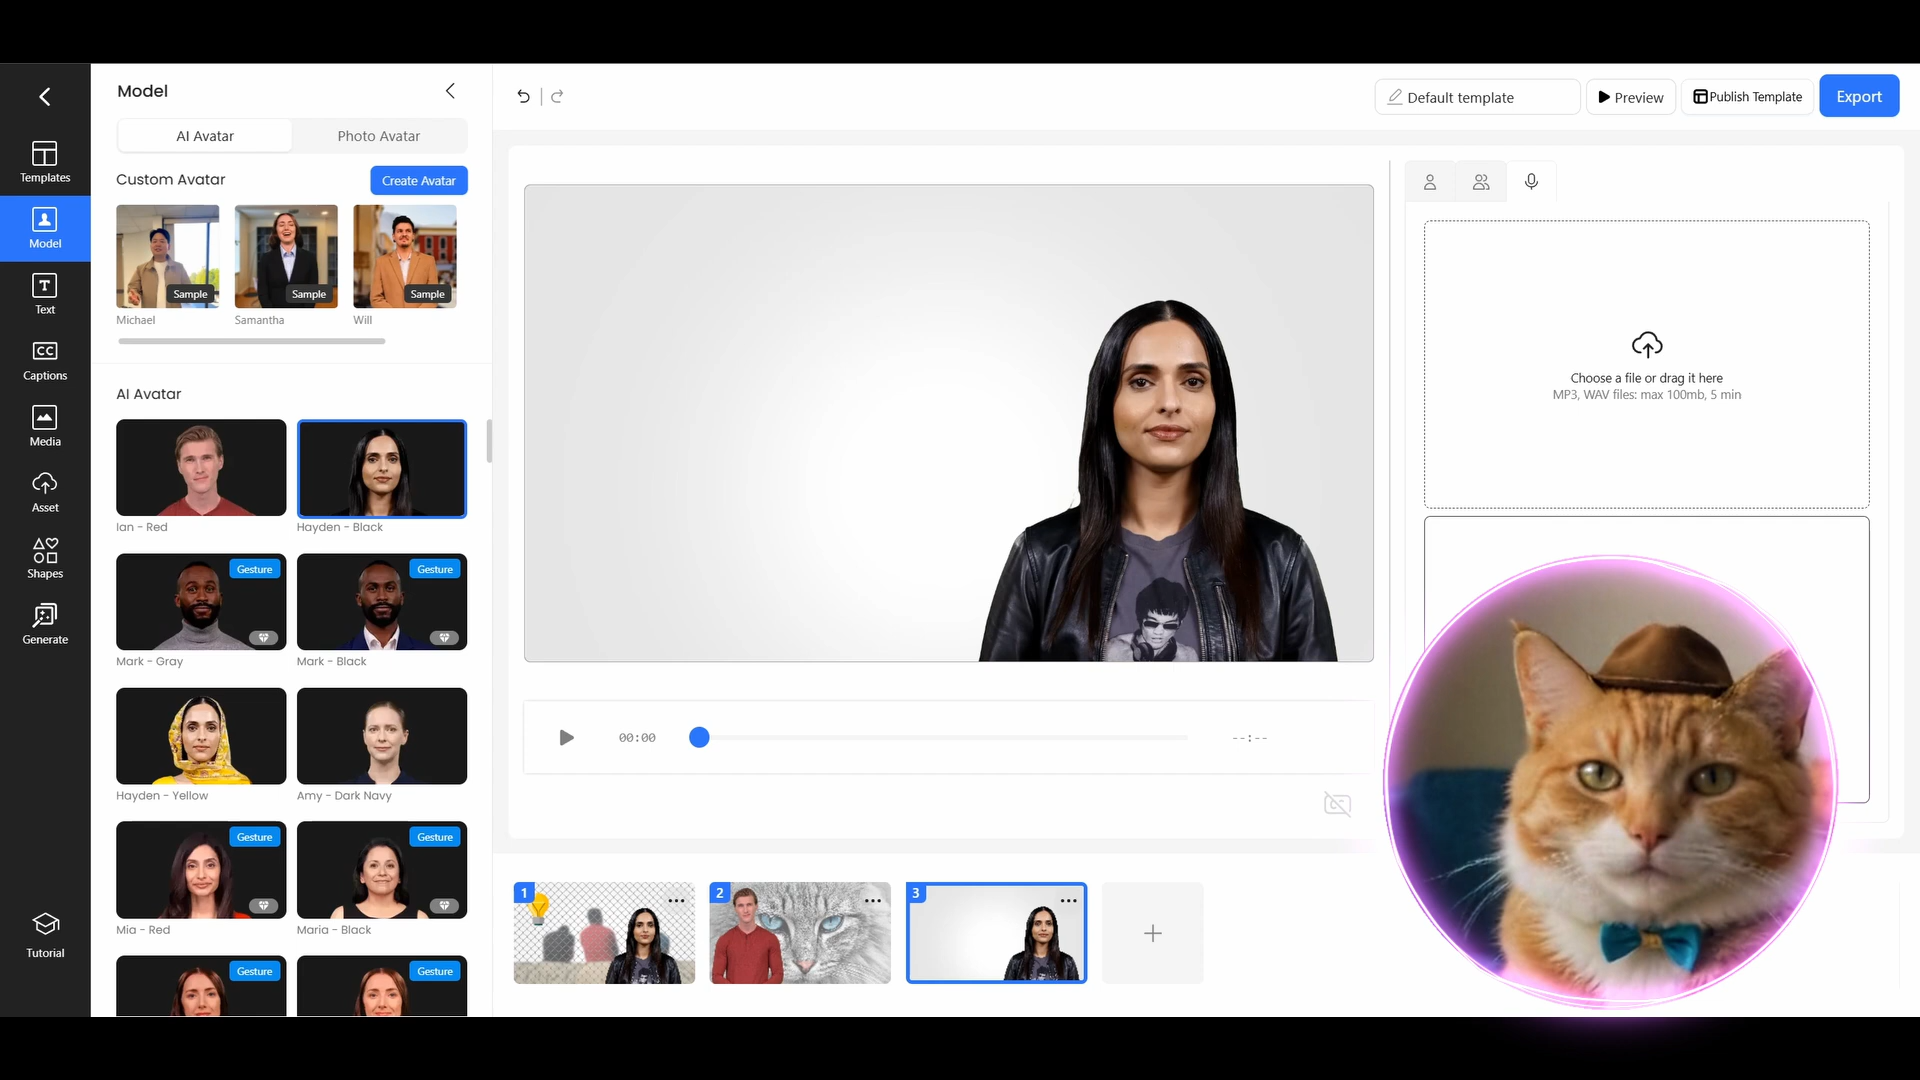 Model
Default template
Preview
Publish Template
Export
AI Avatar
Photo Avatar
Custom Avatar
Create Avatar
Sample
Sample
Sample
Michael
Samantha
Will
AI Avatar
Ian - Red
Hayden - Black
Gesture
Gesture
Mark - Gray
Mark - Black
Hayden - Yellow
Amy - Dark Navy
Gesture
Gesture
Mia - Red
Maria - Black
Gesture
Gesture
Templates
Model
T
Text
CC
Captions
Media
Asset
Shapes
Generate
Tutorial
Choose a file or drag it here
MP3, WAV files: max 100mb, 5 min
00:00
--:--
CC
1
2
3